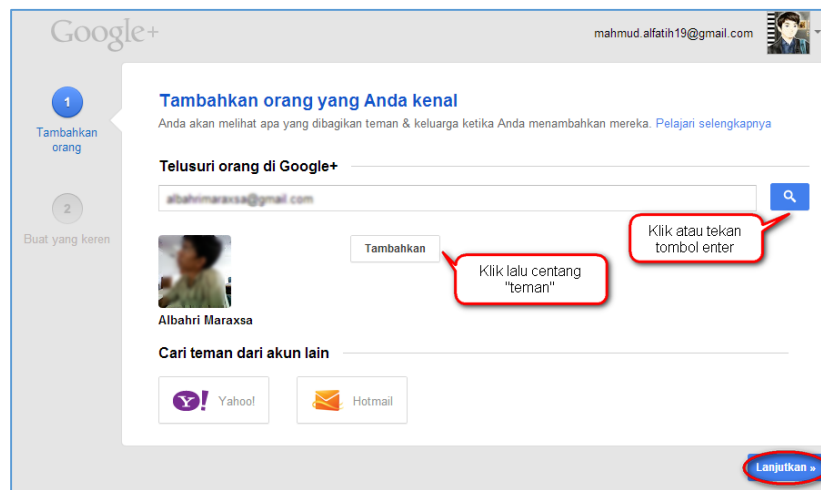 Google+
mahmud.alfatih19@gmail.com
1
Tambahkan
orang
2
Buat yang keren
Tambahkan orang yang Anda kenal
Anda akan melihat apa yang dibagikan teman & keluarga ketika Anda menambahkan mereka. Pelajari selengkapnya
Telusuri orang di Google+
albahrimaraxsa@gmail.com
Klik atau tekan
tombol enter
Tambahkan
Klik lalu centang
"teman"
Albahri Maraxsa
Cari teman dari akun lain
Y! Yahoo!
Hotmail
Lanjutkan »